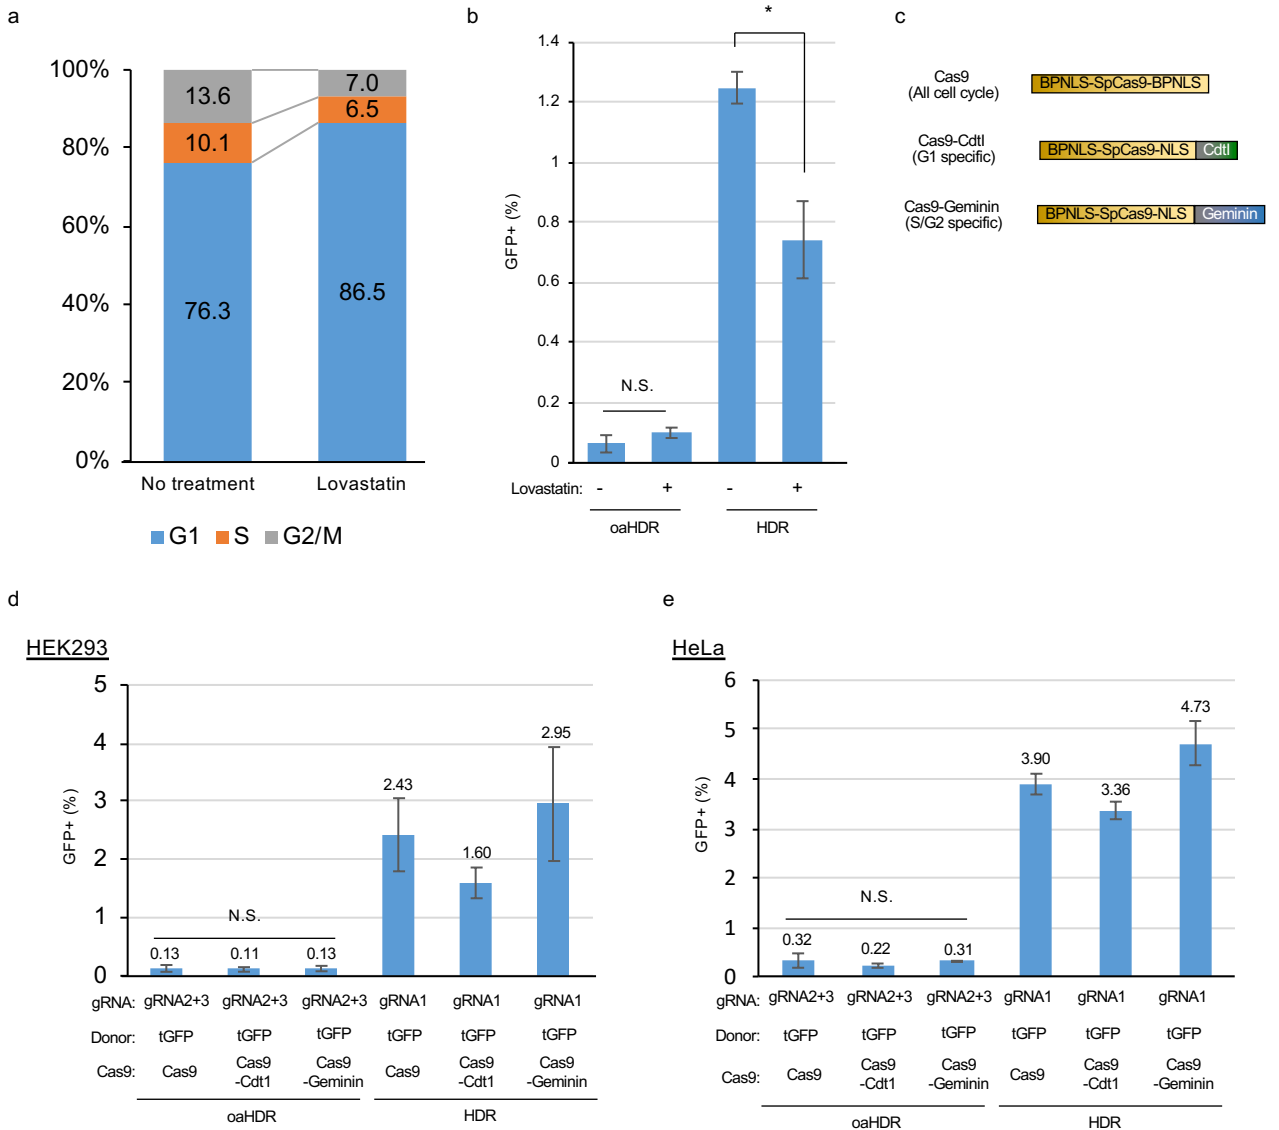 a
100%
80%
60%
40%
20%
0%
13.6
10.1
76.3
7.0
6.5
86.5
No treatment
Lovastatin
G1 S G2/M
b
*
1.4
1.2
1
0.8
0.6
0.4
0.2
0
GFP+ (%)
N.S.
Lovastatin: - + - +
oaHDR HDR
c
Cas9
(All cell cycle)
BPNLS-SpCas9-BPNLS
Cas9-CdtI
(G1 specific)
BPNLS-SpCas9-NLS CdtI
Cas9-Geminin
(S/G2 specific)
BPNLS-SpCas9-NLS Geminin
d
HEK293
5
4
3
2
1
0
GFP+ (%)
N.S.
0.13 0.11 0.13 2.43 1.60 2.95
gRNA: gRNA2+3 gRNA2+3 gRNA2+3 gRNA1 gRNA1 gRNA1
Donor: tGFP tGFP tGFP tGFP tGFP tGFP
Cas9: Cas9 Cas9 -Cdt1 Cas9 -Geminin Cas9 Cas9 -Cdt1 Cas9 -Geminin
oaHDR HDR
e
HeLa
6
5
4
3
2
1
0
GFP+ (%)
N.S.
0.32 0.22 0.31 3.90 3.36 4.73
gRNA: gRNA2+3 gRNA2+3 gRNA2+3 gRNA1 gRNA1 gRNA1
Donor: tGFP tGFP tGFP tGFP tGFP tGFP
Cas9: Cas9 Cas9 -Cdt1 Cas9 -Geminin Cas9 Cas9 -Cdt1 Cas9 -Geminin
oaHDR HDR